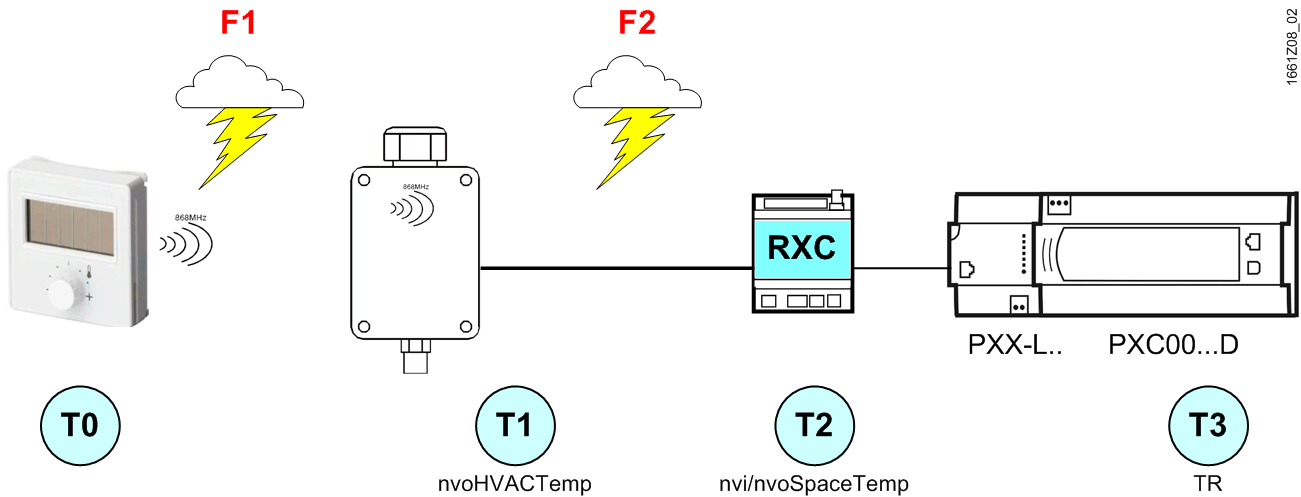 F1
F2
1661Z08_02
868MHz
868MHz
RXC
PXX-L..
PXC00...D
T0
T1
T2
T3
nvoHVACTemp
nvi/nvoSpaceTemp
TR